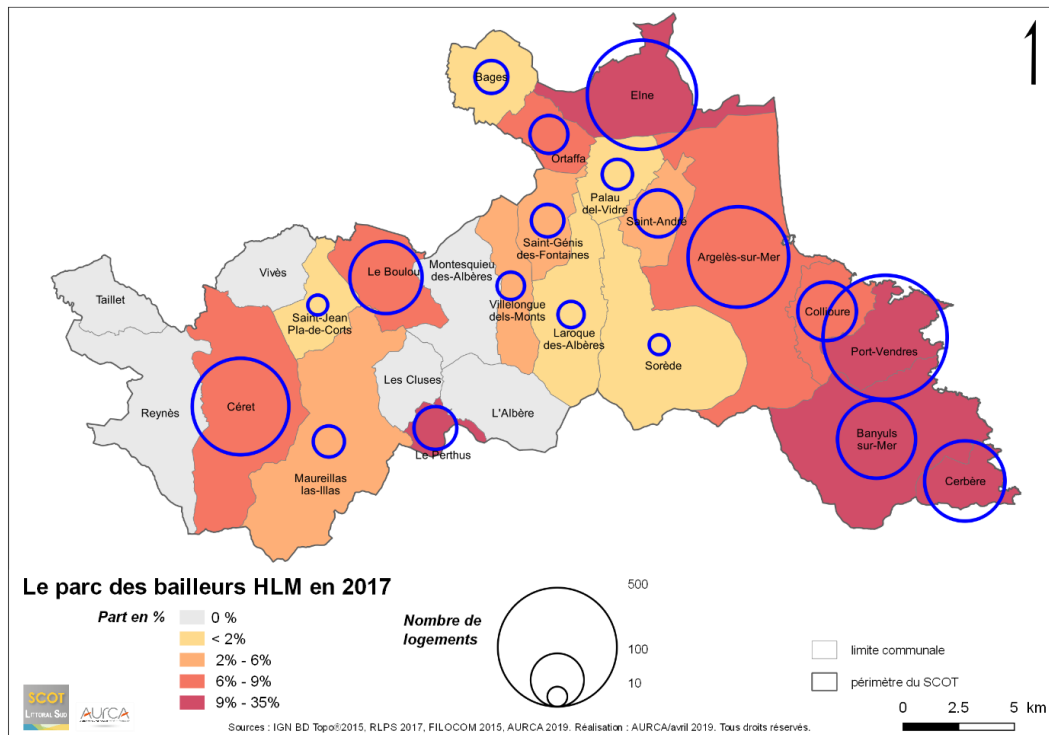 Bages
Elne
Ortaffa
Palau
del-Vidre
Saint-André
Saint-Génis
des-Fontaines
Argelès-sur-Mer
Montesquieu
des-Albères
Le Boulou
Vivès
Taillet
Villelongue
dels-Monts
Saint-Jean
Pla-de-Corts
Laroque
des-Albères
Collioure
Port-Vendres
Sorède
Les Cluses
L'Albère
Céret
Reynès
Le Perthus
Banyuls
sur-Mer
Maureillas
las-Illas
Cerbère
Le parc des bailleurs HLM en 2017
Part en %
0 %
< 2%
2% - 6%
6% - 9%
9% - 35%
Nombre de
logements
500
100
10
limite communale
périmètre du SCOT
0 2.5 5 km
SCOT
LITTORAL SUD
AURCA
Sources : IGN BD Topo®2015, RLPS 2017, FILOCOM 2015, AURCA 2019. Réalisation : AURCA/avril 2019. Tous droits réservés.